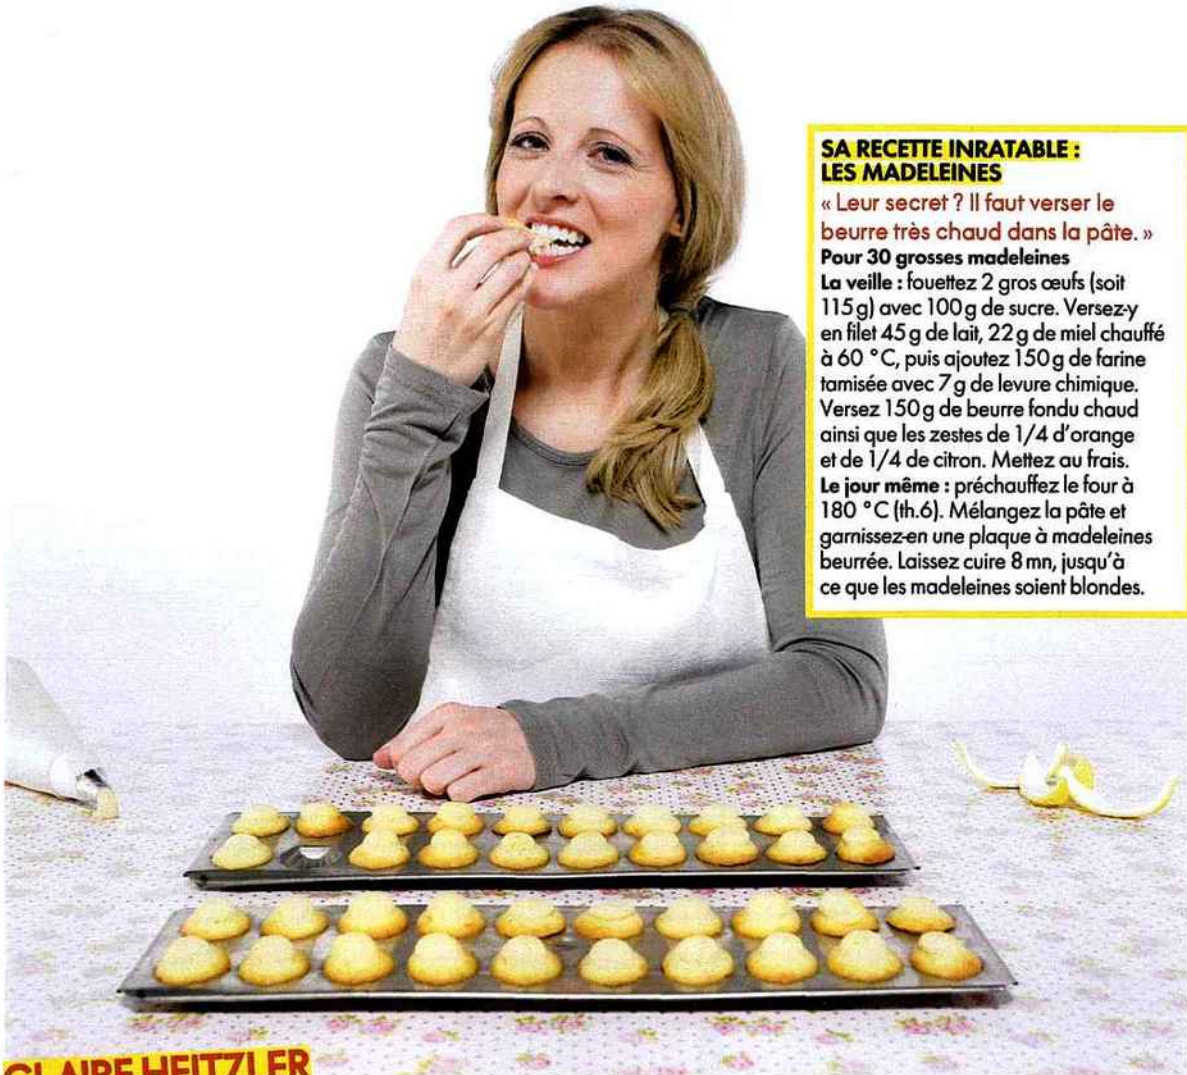 SA RECETTE INRATABLE :
LES MADELEINES
« Leur secret ? Il faut verser le
beurre très chaud dans la pâte. »
Pour 30 grosses madeleines
La veille : fouettez 2 gros œufs (soit
115 g) avec 100 g de sucre. Versez-y
en filet 45 g de lait, 22 g de miel chauffé
à 60 °C, puis ajoutez 150 g de farine
tamisée avec 7 g de levure chimique.
Versez 150 g de beurre fondu chaud
ainsi que les zestes de 1/4 d'orange
et de 1/4 de citron. Mettez au frais.
Le jour même : préchauffez le four à
180 °C (th.6). Mélangez la pâte et
garnissez-en une plaque à madeleines
beurrée. Laissez cuire 8 mn, jusqu'à
ce que les madeleines soient blondes.
CLAIRE HEITZLER